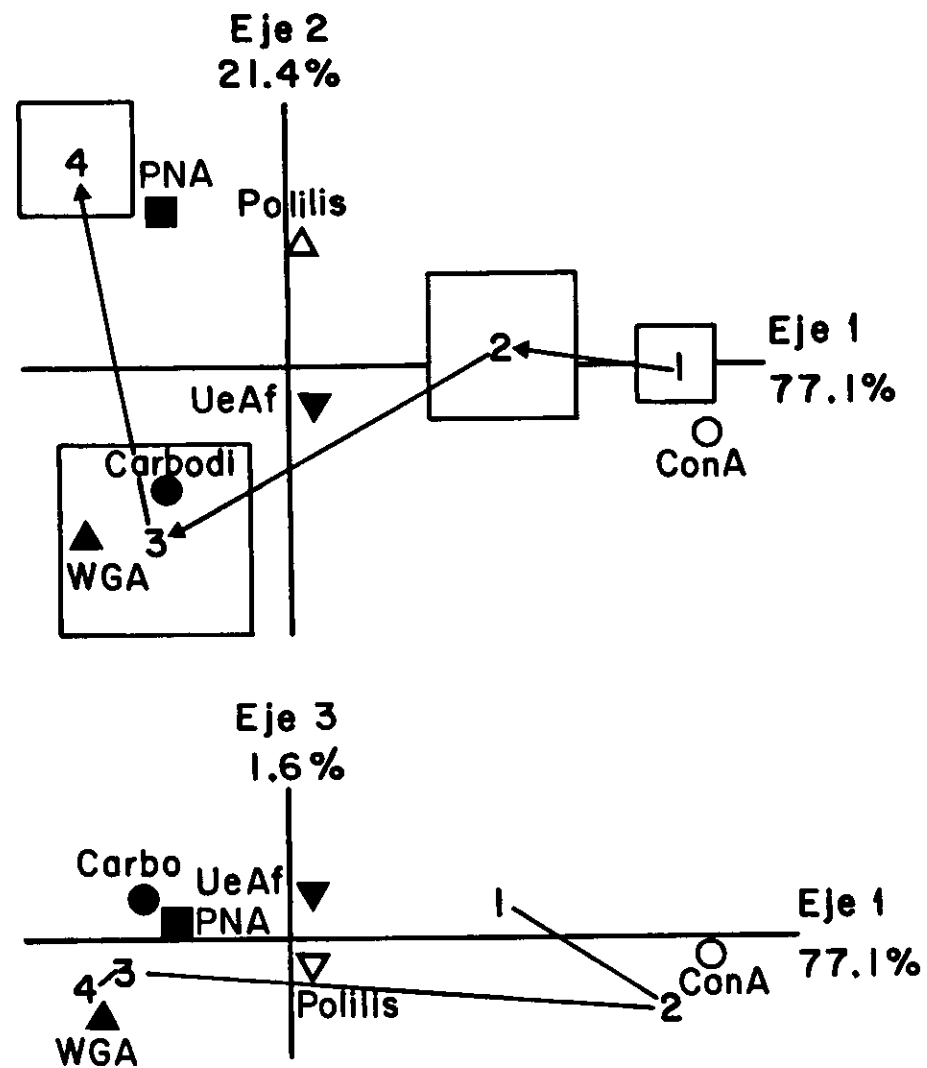 Eje 2
21.4%
4
PNA
Polilis
2
1
Eje 1
77.1%
UeAf
ConA
Carbodi
3
WGA
Eje 3
1.6%
Carbo
UeAf
PNA
1
Eje 1
77.1%
4
3
Polilis
2
ConA
WGA